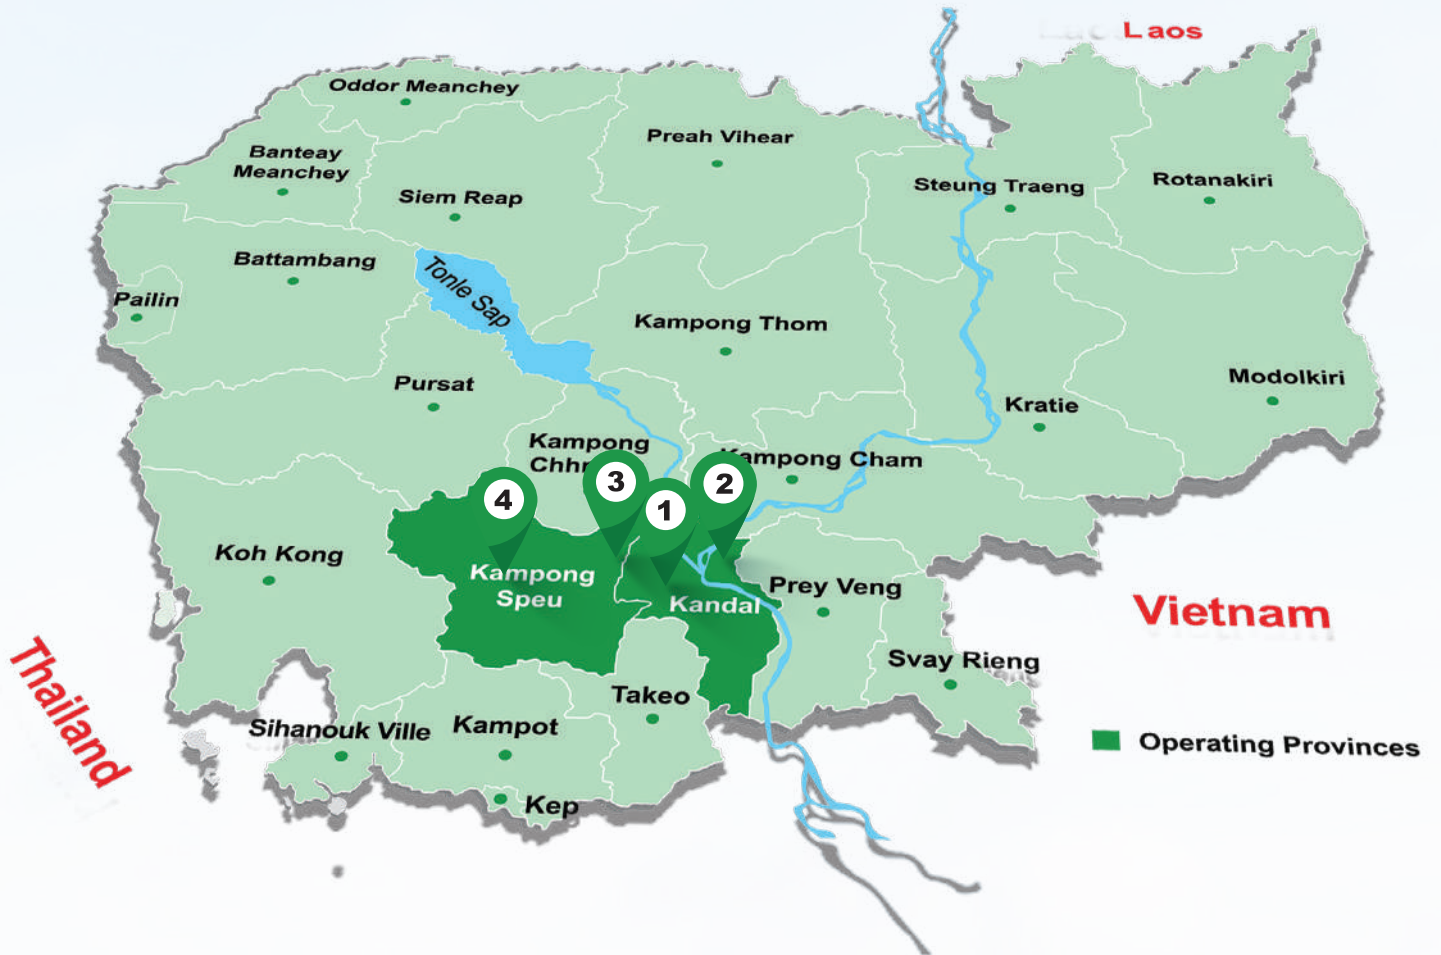 Laos
Oddor Meanchey
Preah Vihear
Banteay
Meanchey
Siem Reap
Steung Traeng
Rotanakiri
Battambang
Tonle Sap
Pailin
Kampong Thom
Pursat
Modolkiri
Kratie
Kampong
Kampong Cham
4
3
1
2
Koh Kong
Kampong
Speu
Kandal
Prey Veng
Vietnam
Svay Rieng
Thailand
Takeo
Sihanouk Ville
Kampot
Kep
Operating Provinces